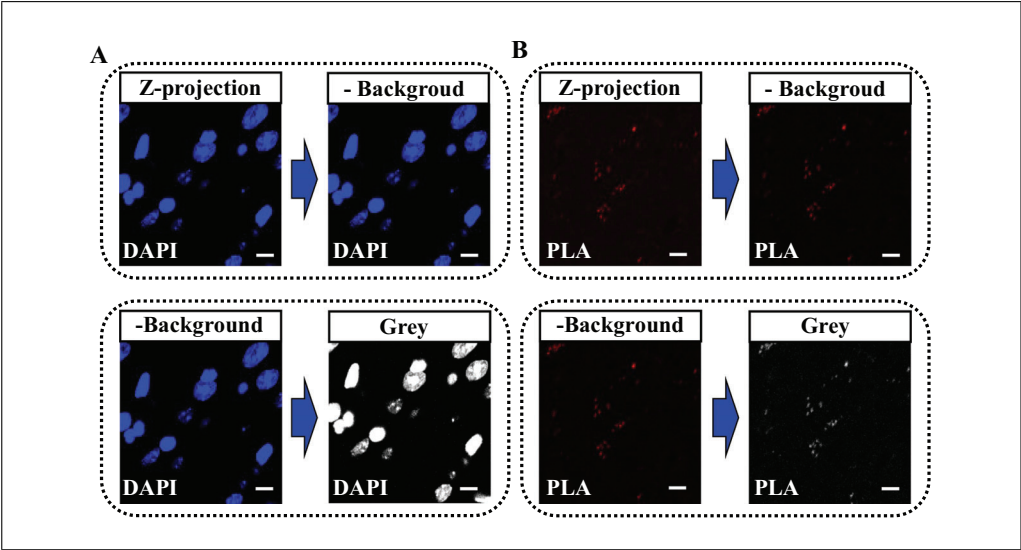 A
Z-projection
- Backgroud
DAPI
DAPI
-Background
Grey
DAPI
DAPI
B
Z-projection
- Backgroud
PLA
PLA
-Background
Grey
PLA
PLA